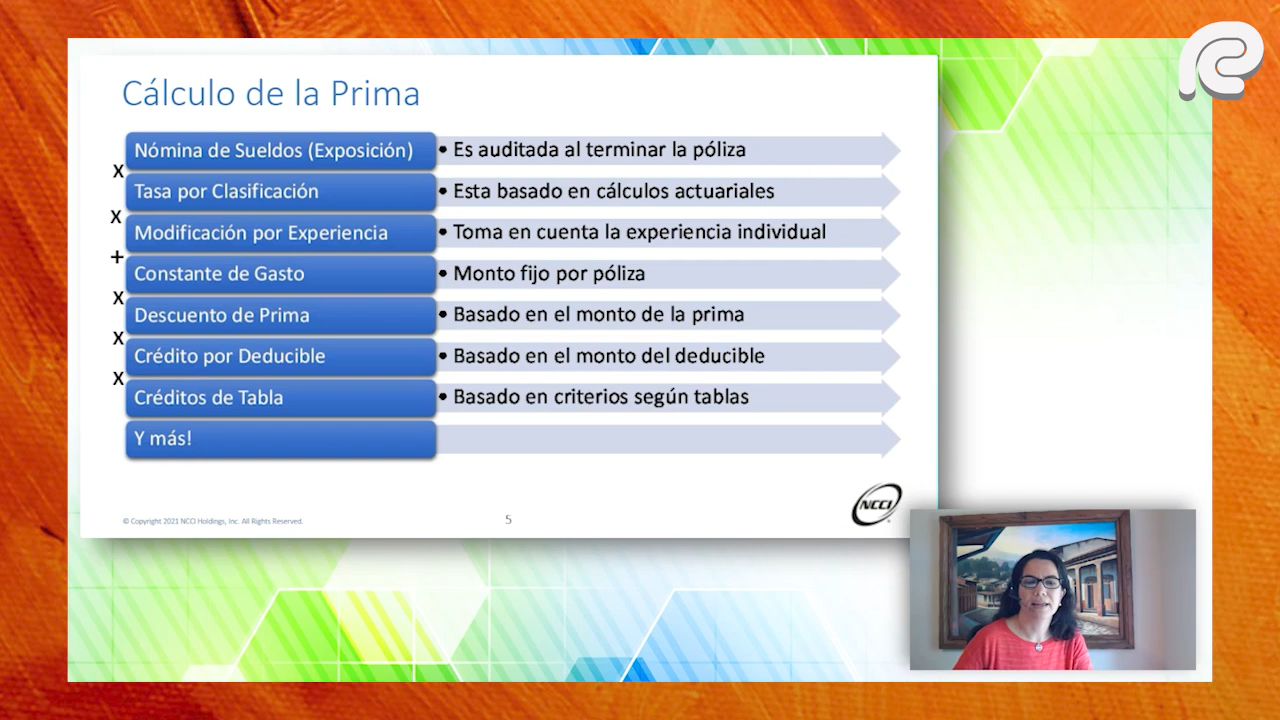 Cálculo de la Prima
Nómina de Sueldos (Exposición) • Es auditada al terminar la póliza
x
Tasa por Clasificación • Esta basado en cálculos actuariales
x
Modificación por Experiencia • Toma en cuenta la experiencia individual
+
Constante de Gasto • Monto fijo por póliza
x
Descuento de Prima • Basado en el monto de la prima
x
Crédito por Deducible • Basado en el monto del deducible
x
Créditos de Tabla • Basado en criterios según tablas
Y más!
© Copyright 2021 NCCI Holdings, Inc. All Rights Reserved. 5
NCCI